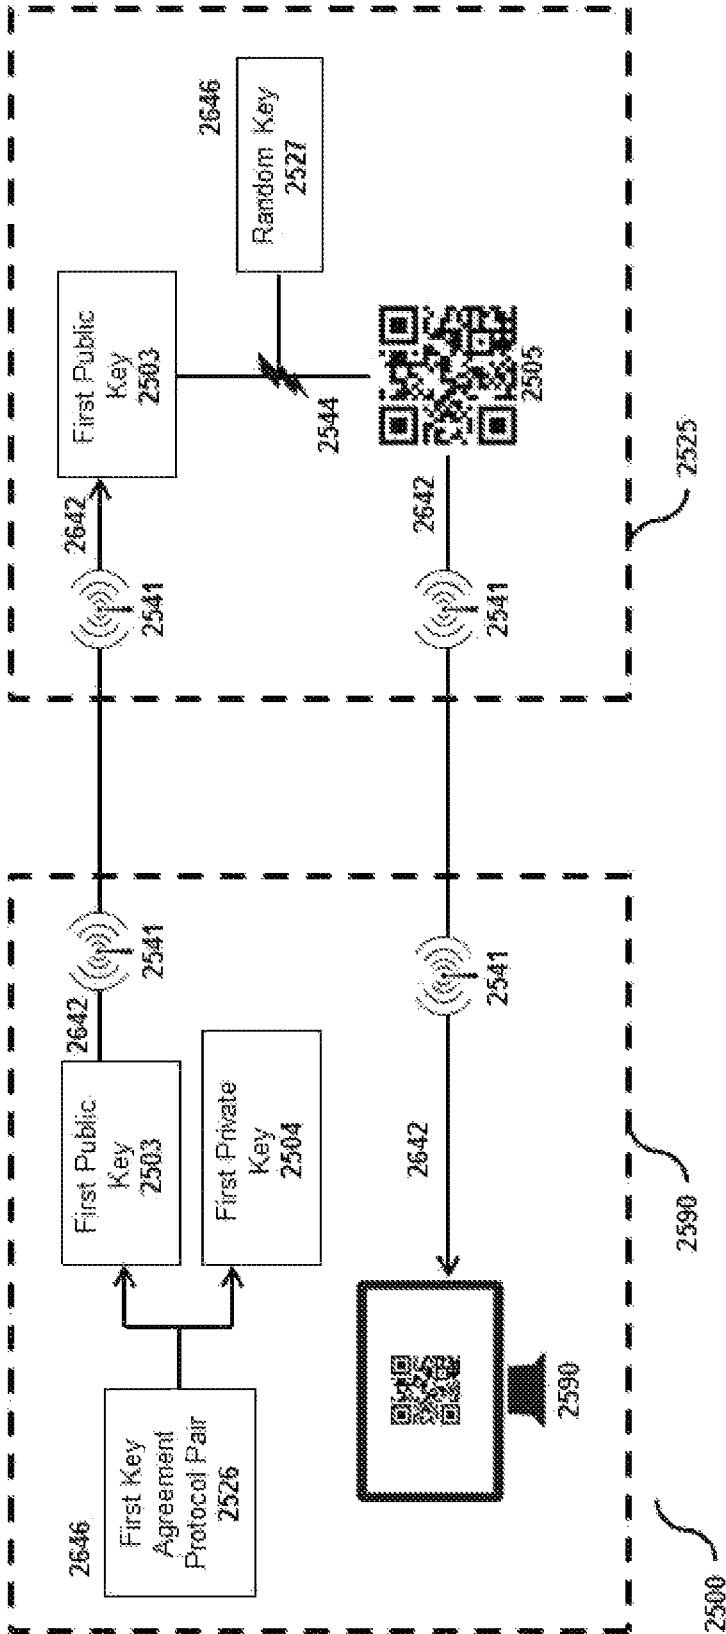 2646
First Key
Agreement
Protocol Pair
2526
First Public
Key
2503
First Private
Key
2504
2642
2541
2541
2642
First Public
Key
2503
2646
Random Key
2527
2544
2505
2642
2541
2541
2642
2590
2500
2590
2525